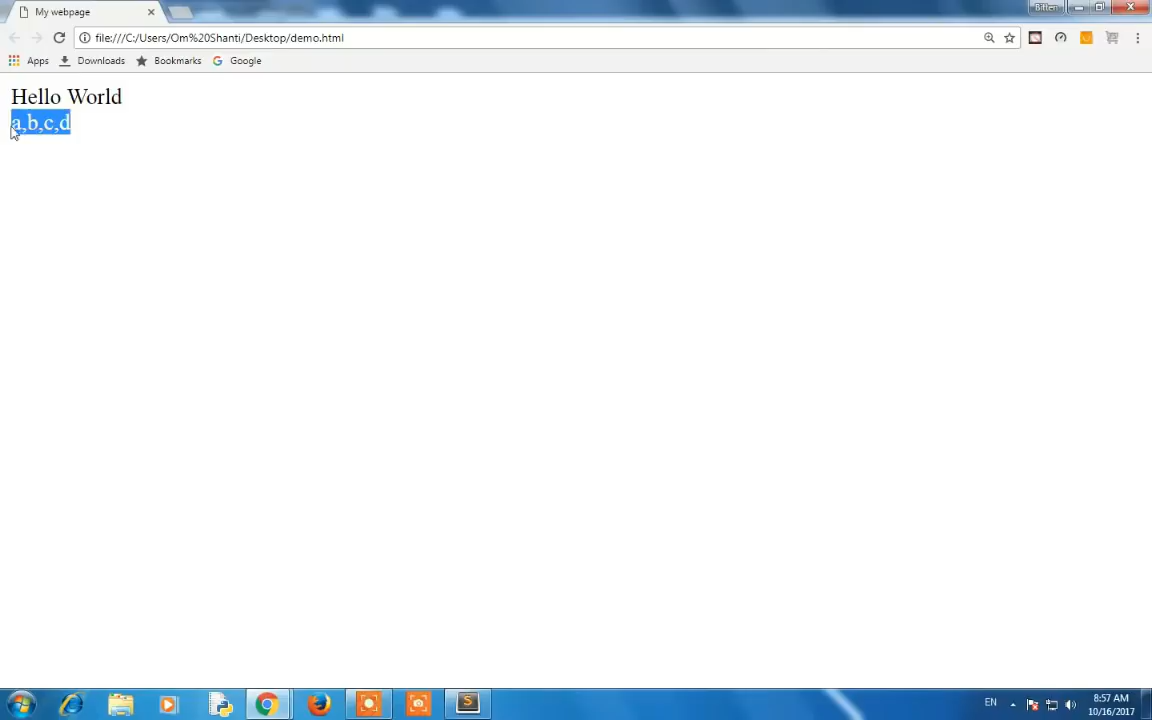 My webpage
Bitten
file:///C:/Users/Om%20Shanti/Desktop/demo.html
Apps Downloads Bookmarks Google
Hello World
a,b,c,d
EN
8:57 AM
10/16/2017